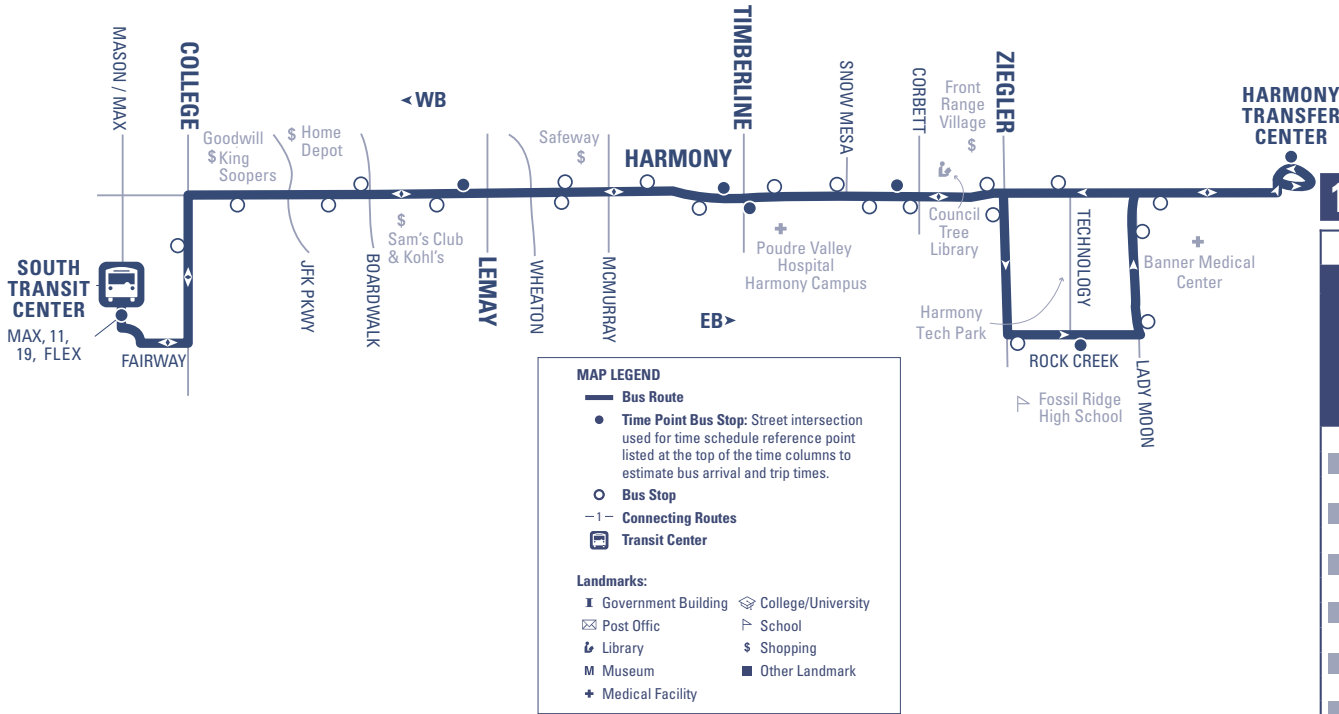 MASON / MAX
COLLEGE
WB
Goodwill
$ King
Soopers
$ Home
Depot
Safeway
$
HARMONY
TIMBERLINE
SNOW MESA
CORBETT
Front
Range
Village
$
ZIEGLER
HARMONY
TRANSFER
CENTER
$
Sam's Club
& Kohl's
Poudre Valley
Hospital
Harmony Campus
Council
Tree
Library
TECHNOLOGY
Banner Medical
Center
SOUTH
TRANSIT
CENTER
MAX, 11,
19, FLEX
FAIRWAY
JFK PKWY
BOARDWALK
LEMAY
WHEATON
MCMURRAY
EB
Harmony
Tech Park
ROCK CREEK
LADY MOON
Fossil Ridge
High School
MAP LEGEND
Bus Route
Time Point Bus Stop: Street intersection
used for time schedule reference point
listed at the top of the time columns to
estimate bus arrival and trip times.
Bus Stop
1 Connecting Routes
Transit Center
Landmarks:
Government Building
College/University
Post Offic
School
Library
$ Shopping
M Museum
Other Landmark
Medical Facility